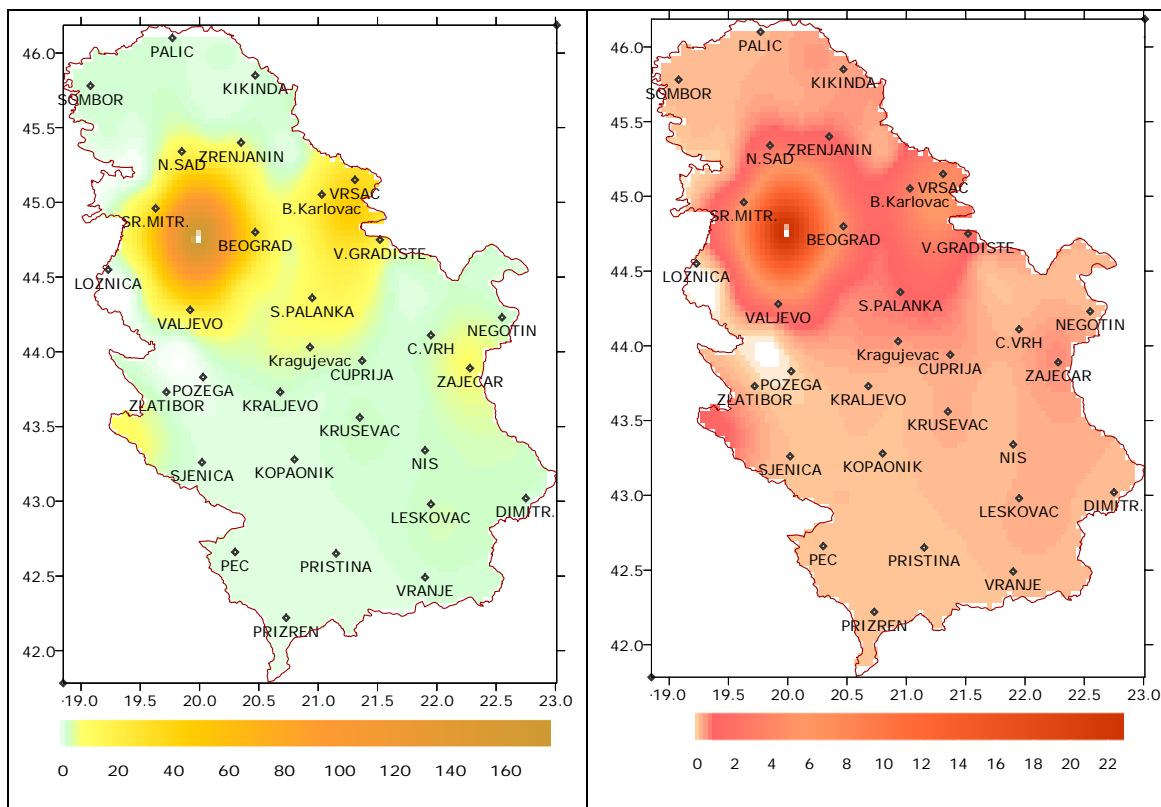 46.0
45.5
45.0
44.5
44.0
43.5
43.0
42.5
42.0
PALIC
KIKINDA
SOMBOR
ZRENJANIN
N.SAD
VRSAC
B.Karlovac
SR.MITR.
BEOGRAD
V.GRADISTE
LOZNICA
S.PALANKA
VALJEVO
NEGOTIN
C.VRH
Kragujevac
CUPRIJA
ZAJECAR
POZEGA
ZLATIBOR
KRALJEVO
KRUSEVAC
NIS
SJENICA
KOPAONIK
LESKOVAC
DIMITR.
PEC
PRISTINA
VRANJE
PRIZREN
19.0 19.5 20.0 20.5 21.0 21.5 22.0 22.5 23.0
0 20 40 60 80 100 120 140 160
46.0
45.5
45.0
44.5
44.0
43.5
43.0
42.5
42.0
PALIC
KIKINDA
SOMBOR
ZRENJANIN
N.SAD
VRSAC
B.Karlovac
SR.MITR.
BEOGRAD
V.GRADISTE
LOZNICA
S.PALANKA
VALJEVO
NEGOTIN
C.VRH
Kragujevac
CUPRIJA
ZAJECAR
POZEGA
ZLATIBOR
KRALJEVO
KRUSEVAC
NIS
SJENICA
KOPAONIK
LESKOVAC
DIMITR.
PEC
PRISTINA
VRANJE
PRIZREN
19.0 19.5 20.0 20.5 21.0 21.5 22.0 22.5 23.0
0 2 4 6 8 10 12 14 16 18 20 22